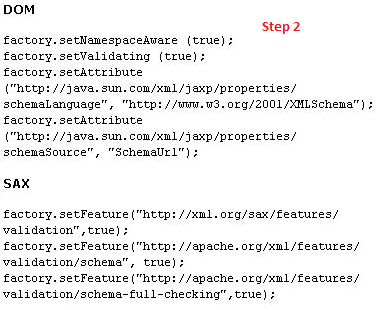 DOM
Step 2
factory.setNamespaceAware (true);
factory.setValidating (true);
factory.setAttribute
("http://java.sun.com/xml/jaxp/properties/
schemaLanguage", "http://www.w3.org/2001/XMLSchema");
factory.setAttribute
("http://java.sun.com/xml/jaxp/properties/
schemaSource", "SchemaUrl");
SAX
factory.setFeature("http://xml.org/sax/features/
validation",true);
factory.setFeature("http://apache.org/xml/features/
validation/schema", true);
factory.setFeature("http://apache.org/xml/features/
validation/schema-full-checking",true);